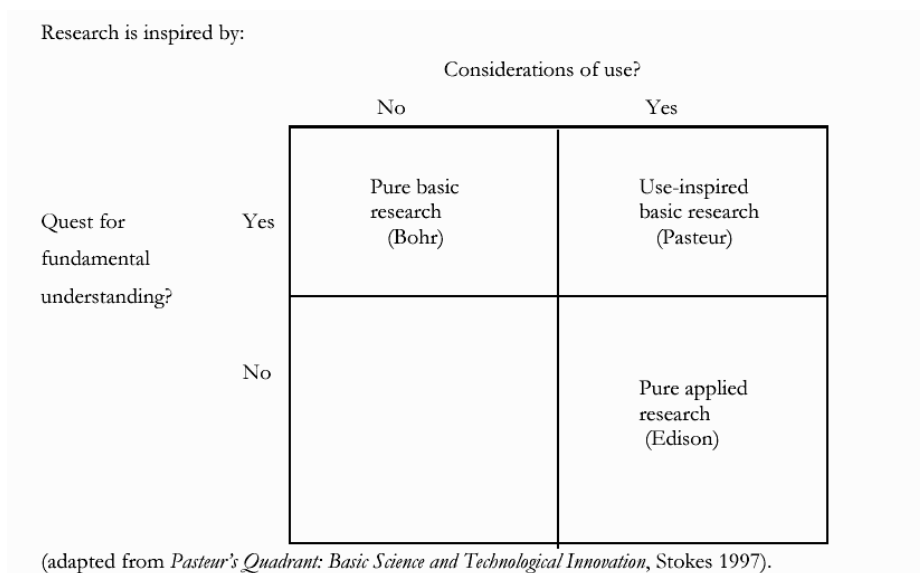 Research is inspired by:
Considerations of use?
No Yes
Pure basic
research
(Bohr)
Use-inspired
basic research
(Pasteur)
Quest for
fundamental
understanding?
Yes
No
Pure applied
research
(Edison)
(adapted from Pasteur's Quadrant: Basic Science and Technological Innovation, Stokes 1997).